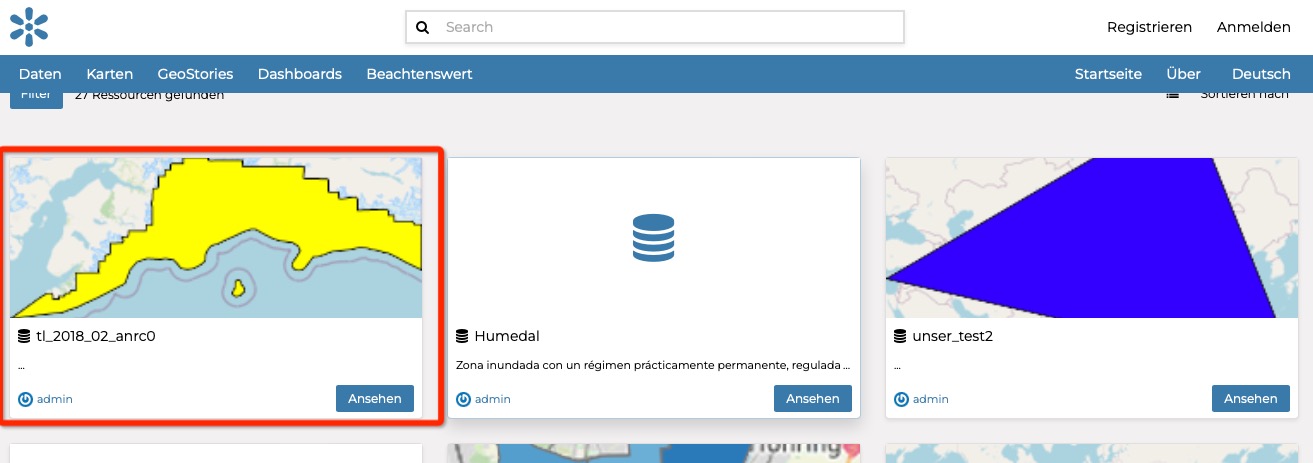 Search
Registrieren Anmelden
Daten Karten GeoStories Dashboards Beachtenswert Startseite Über Deutsch
Filter 27 Ressourcen gefunden Sortieren nach
tl_2018_02_anrc0
...
admin Ansehen
Humedal
Zona inundada con un régimen prácticamente permanente, regulada ...
admin Ansehen
unser_test2
...
admin Ansehen